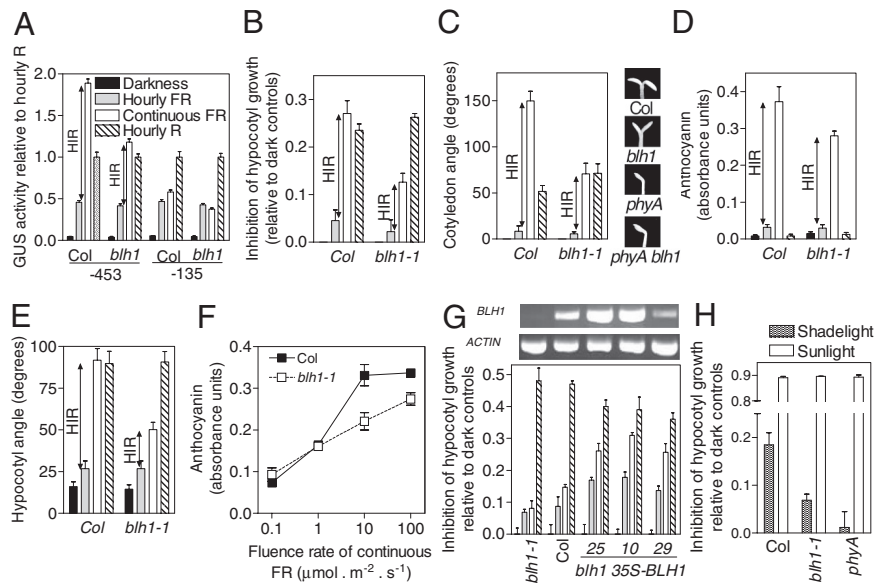 A
GUS activity relative to hourly R
2.0
1.5
1.0
0.5
0.0
Darkness
Hourly FR
Continuous FR
Hourly R
HIR
HIR
Col blh1 Col blh1
-453 -135
B
Inhibition of hypocotyl growth
(relative to dark controls)
0.3
0.2
0.1
0.0
HIR
HIR
Col blh1-1
C
Cotyledon angle (degrees)
150
100
50
0
HIR
HIR
Col blh1-1
Col
blh1
phyA
phyA blh1
D
Antnocyanin
(absorbance units)
0.4
0.3
0.2
0.1
0.0
HIR
HIR
Col blh1-1
E
Hypocotyl angle (degrees)
100
75
50
25
0
HIR
HIR
Col blh1-1
F
Anthocyanin
(absorbance units)
0.4
0.3
0.2
0.1
0.0
Col
blh1-1
0.1 1 10 100
Fluence rate of continuous
FR (μmol . m-2 . s-1)
G
BLH1
ACTIN
Inhibition of hypocotyl growth
relative to dark controls
0.5
0.4
0.3
0.2
0.1
0.0
blh1-1 Col 25 10 29
blh1 35S-BLH1
H
Shadelight
Sunlight
Inhibition of hypocotyl growth
relative to dark controls
0.9
0.8
0.2
0.1
0.0
Col blh1-1 phyA